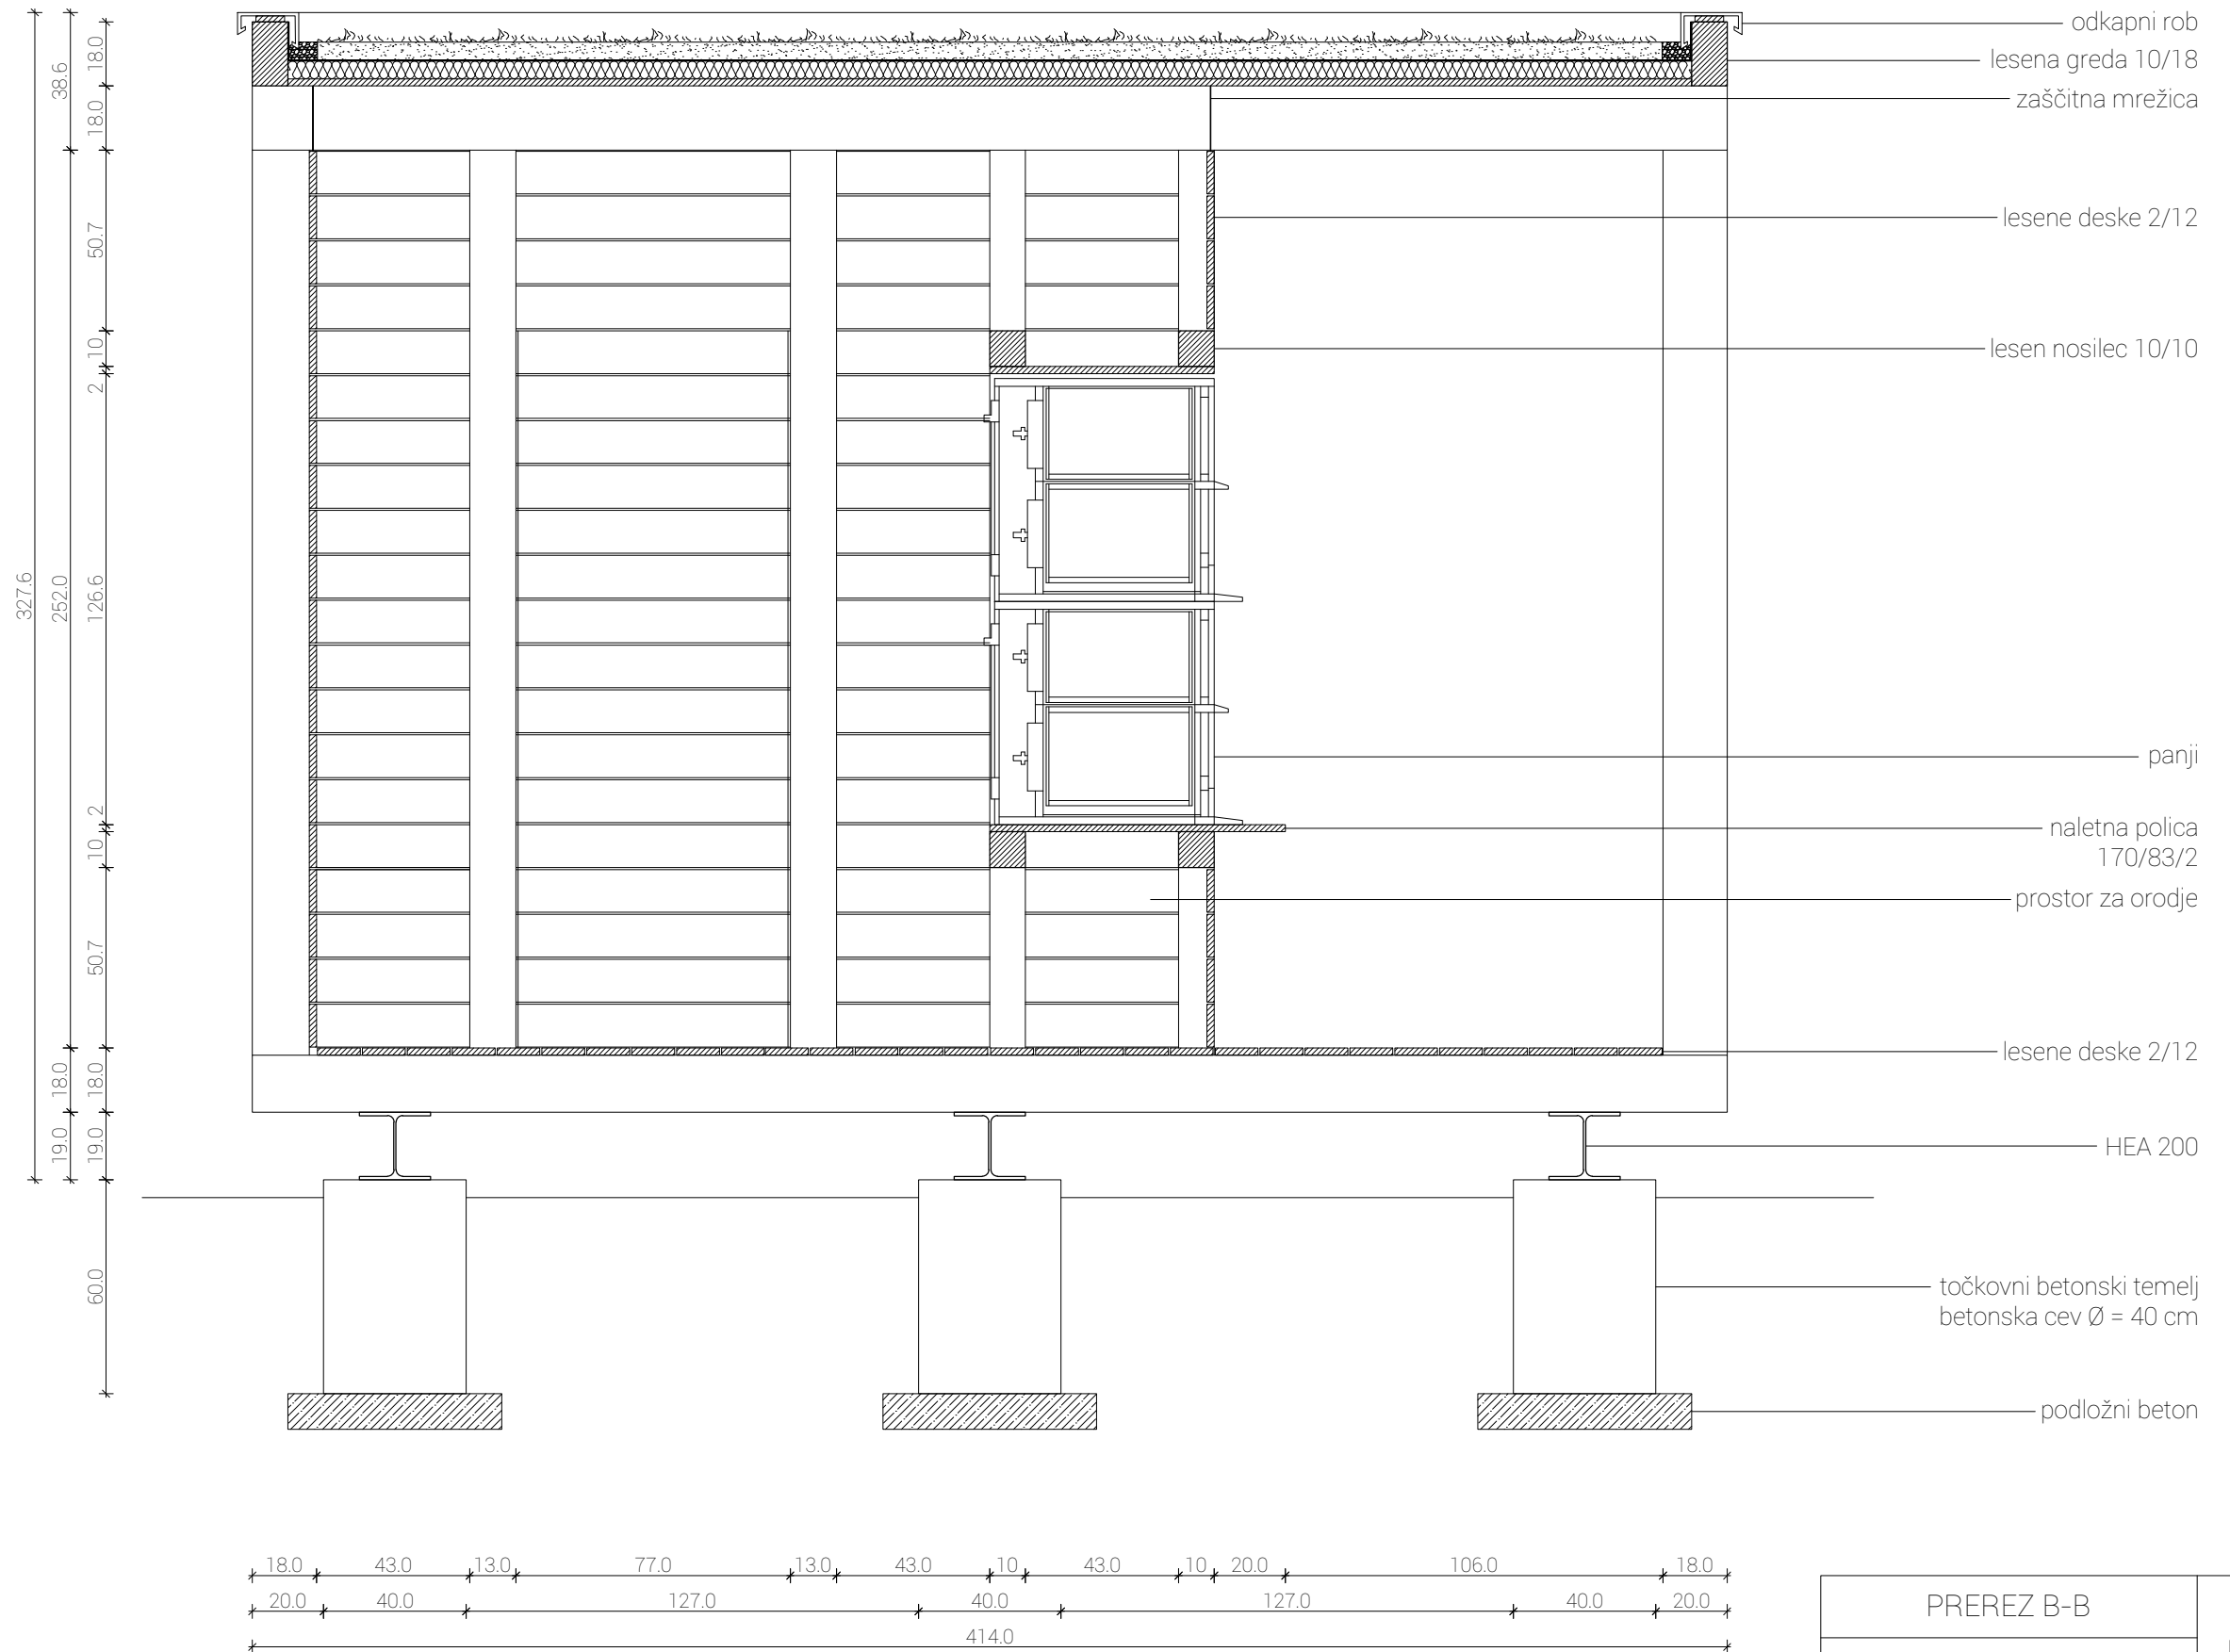 odkapni rob
lesena greda 10/18
zaščitna mrežica
lesene deske 2/12
lesen nosilec 10/10
panji
naletna polica
170/83/2
prostor za orodje
lesene deske 2/12
HEA 200
točkovni betonski temelj
betonska cev Ø = 40 cm
podložni beton
327.6
38.6
252.0
18.0
19.0
18.0
18.0
50.7
10
2
126.6
2
10
50.7
18.0
19.0
60.0
18.0 43.0 13.0 77.0 13.0 43.0 10 43.0 10 20.0 106.0 18.0
20.0 40.0 127.0 40.0 127.0 40.0 20.0
414.0
PREREZ B-B